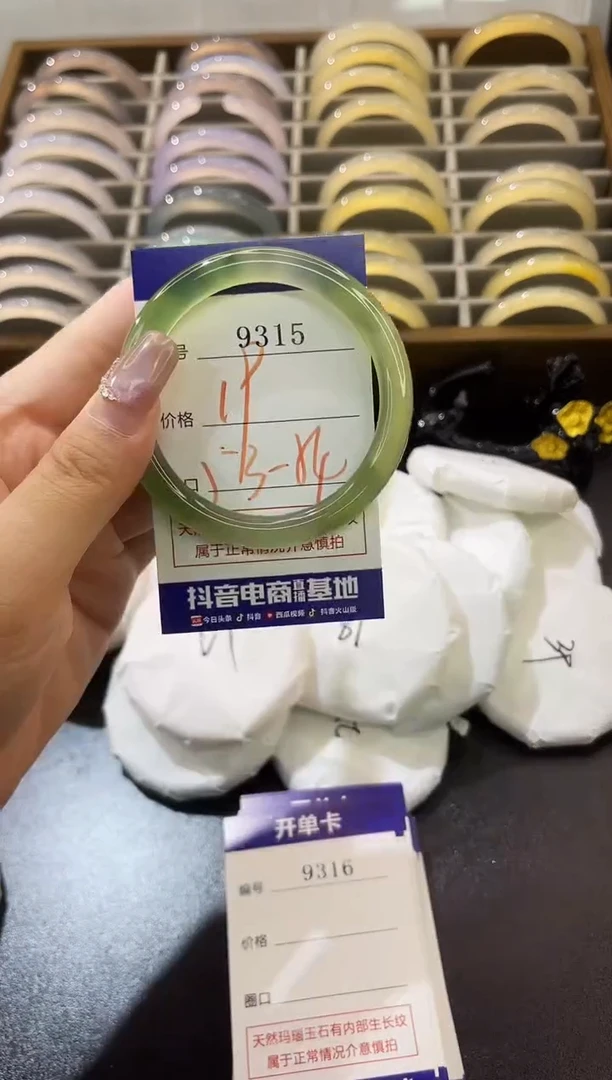 号 9315
价格
口
属于正常情况介意慎拍
抖音电商直播基地
今日头条 抖音 西瓜视频 抖音火山版
开单卡
编号 9316
价格
圈口
天然玛瑙玉石有内部生长纹
属于正常情况介意慎拍